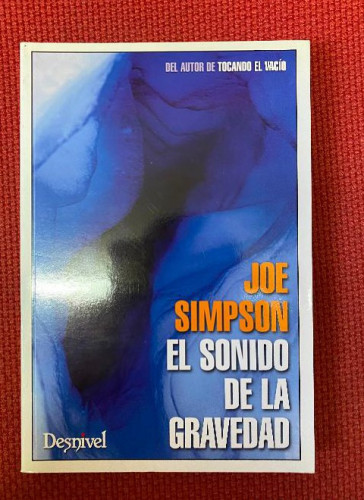 DEL AUTOR DE TOCANDO EL VACÍO
JOE
SIMPSON
EL SONIDO
DE LA
GRAVEDAD
Desnivel